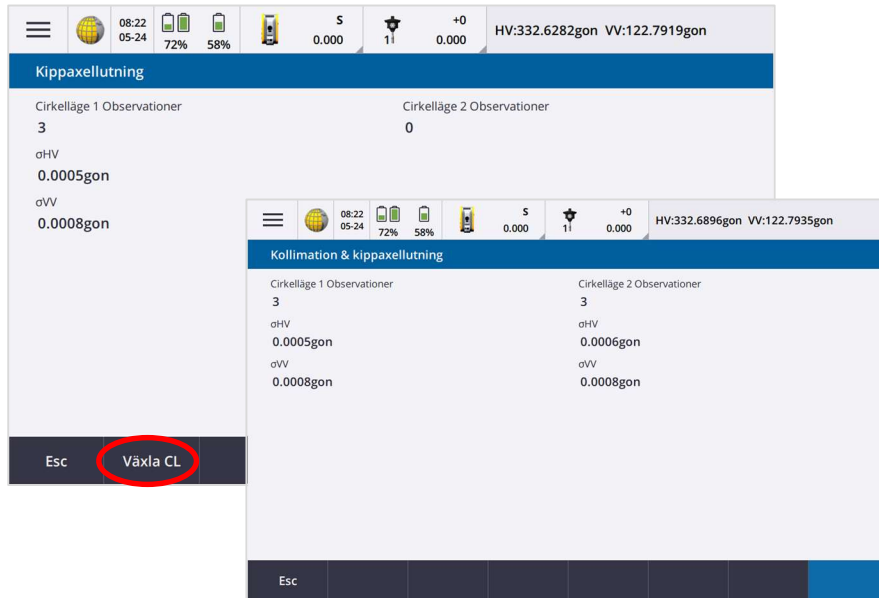 08:22
05-24
72%
58%
S
0.000
1
+0
0.000
HV:332.6282gon VV:122.7919gon
Kippaxellutning
Cirkelläge 1 Observationer
3
Cirkelläge 2 Observationer
0
σHV
0.0005gon
σVV
0.0008gon
Esc
Växla CL
08:22
05-24
72%
58%
S
0.000
1
+0
0.000
HV:332.6896gon VV:122.7935gon
Kollimation & kippaxellutning
Cirkelläge 1 Observationer
3
Cirkelläge 2 Observationer
3
σHV
0.0005gon
σHV
0.0006gon
σVV
0.0008gon
σVV
0.0008gon
Esc